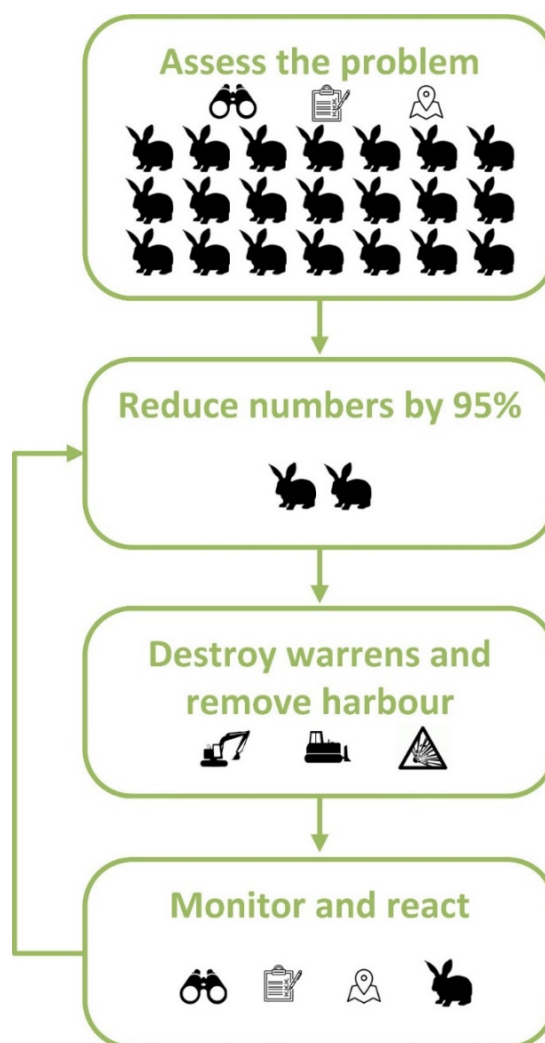 Assess the problem
Reduce numbers by 95%
Destroy warrens and
remove harbour
Monitor and react